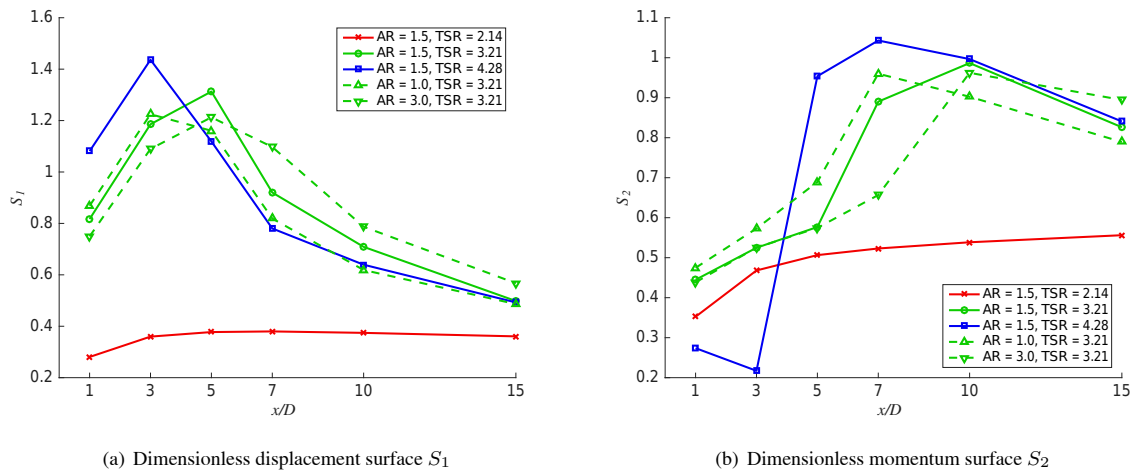 1.6
1.4
1.2
1
0.8
0.6
0.4
0.2
S1
1 3 5 7 10 15
x/D
AR = 1.5, TSR = 2.14
AR = 1.5, TSR = 3.21
AR = 1.5, TSR = 4.28
AR = 1.0, TSR = 3.21
AR = 3.0, TSR = 3.21
(a) Dimensionless displacement surface S1
1.1
1
0.9
0.8
0.7
0.6
0.5
0.4
0.3
0.2
S2
1 3 5 7 10 15
x/D
AR = 1.5, TSR = 2.14
AR = 1.5, TSR = 3.21
AR = 1.5, TSR = 4.28
AR = 1.0, TSR = 3.21
AR = 3.0, TSR = 3.21
(b) Dimensionless momentum surface S2